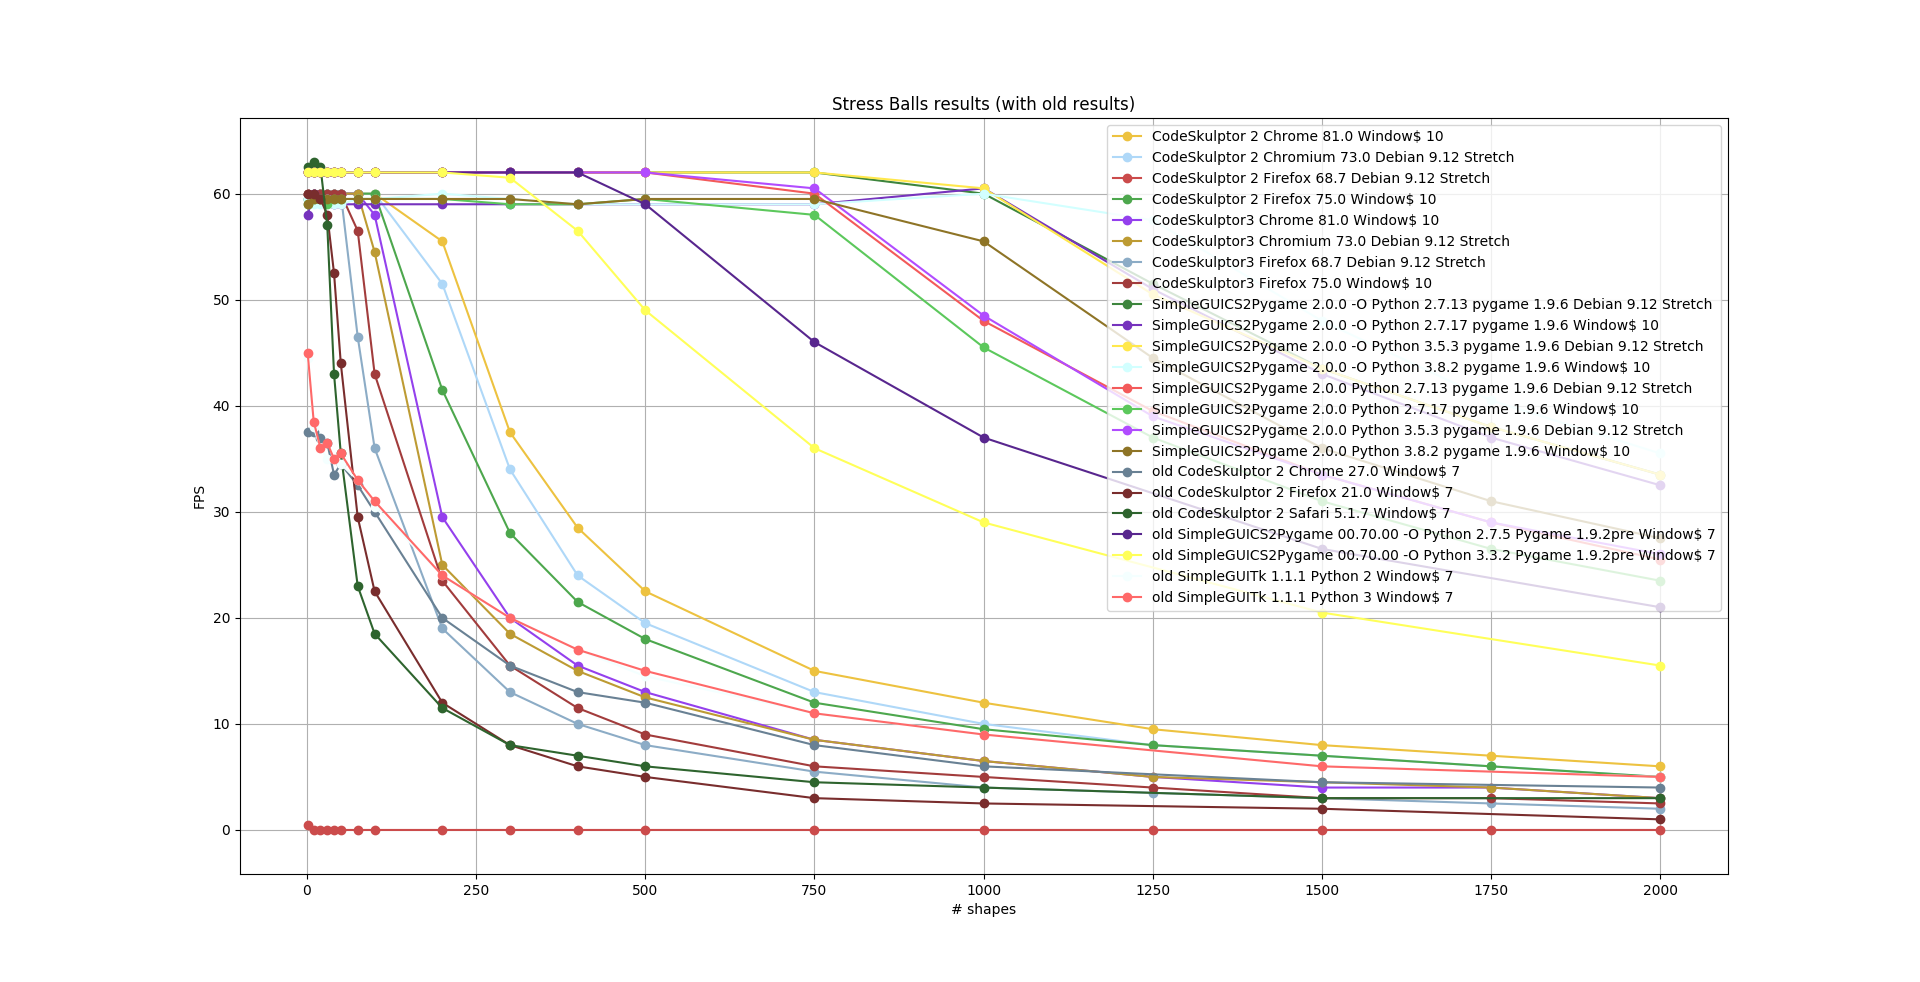 Stress Balls results (with old results)
CodeSkulptor 2 Chrome 81.0 Window$ 10
CodeSkulptor 2 Chromium 73.0 Debian 9.12 Stretch
CodeSkulptor 2 Firefox 68.7 Debian 9.12 Stretch
CodeSkulptor 2 Firefox 75.0 Window$ 10
CodeSkulptor3 Chrome 81.0 Window$ 10
CodeSkulptor3 Chromium 73.0 Debian 9.12 Stretch
CodeSkulptor3 Firefox 68.7 Debian 9.12 Stretch
CodeSkulptor3 Firefox 75.0 Window$ 10
SimpleGUICS2Pygame 2.0.0 -O Python 2.7.13 pygame 1.9.6 Debian 9.12 Stretch
SimpleGUICS2Pygame 2.0.0 -O Python 2.7.17 pygame 1.9.6 Window$ 10
SimpleGUICS2Pygame 2.0.0 -O Python 3.5.3 pygame 1.9.6 Debian 9.12 Stretch
SimpleGUICS2Pygame 2.0.0 -O Python 3.8.2 pygame 1.9.6 Window$ 10
SimpleGUICS2Pygame 2.0.0 Python 2.7.13 pygame 1.9.6 Debian 9.12 Stretch
SimpleGUICS2Pygame 2.0.0 Python 2.7.17 pygame 1.9.6 Window$ 10
SimpleGUICS2Pygame 2.0.0 Python 3.5.3 pygame 1.9.6 Debian 9.12 Stretch
SimpleGUICS2Pygame 2.0.0 Python 3.8.2 pygame 1.9.6 Window$ 10
old CodeSkulptor 2 Chrome 27.0 Window$ 7
old CodeSkulptor 2 Firefox 21.0 Window$ 7
old CodeSkulptor 2 Safari 5.1.7 Window$ 7
old SimpleGUICS2Pygame 00.70.00 -O Python 2.7.5 Pygame 1.9.2pre Window$ 7
old SimpleGUICS2Pygame 00.70.00 -O Python 3.3.2 Pygame 1.9.2pre Window$ 7
old SimpleGUITk 1.1.1 Python 2 Window$ 7
old SimpleGUITk 1.1.1 Python 3 Window$ 7
60
50
40
30
20
10
0
FPS
0 250 500 750 1000 1250 1500 1750 2000
# shapes